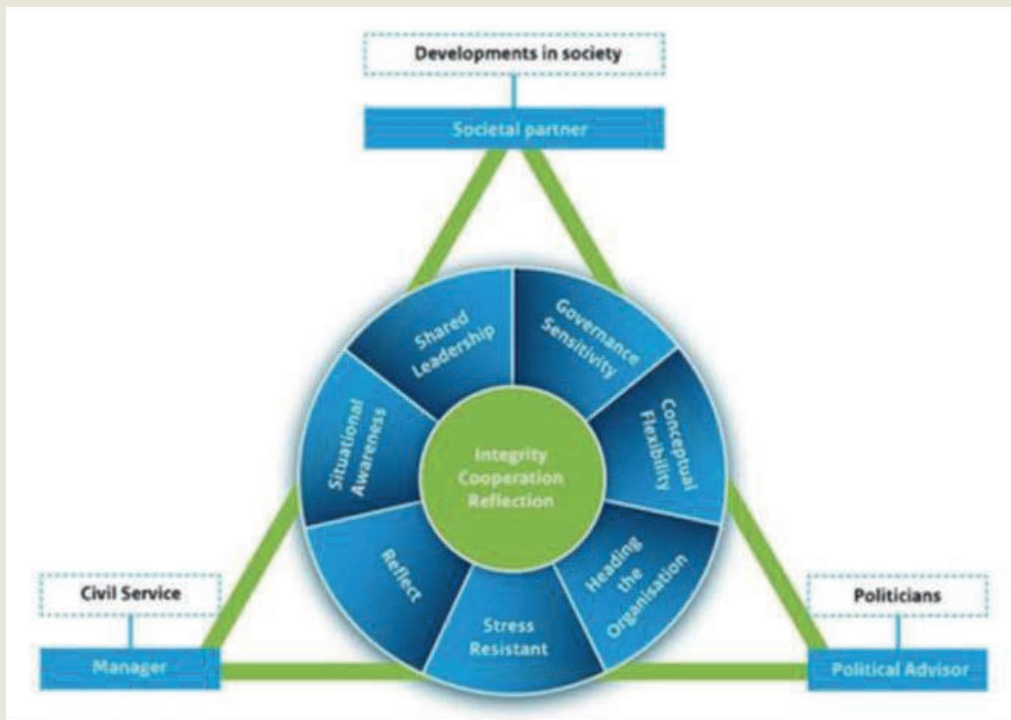 Developments in society
Societal partner
Shared
Leadership
Governance
Sensitivity
Situational
Awareness
Conceptual
Flexibility
Integrity
Cooperation
Reflection
Reflect
Heading
the
Organisation
Stress
Resistant
Civil Service
Manager
Politicians
Political Advisor